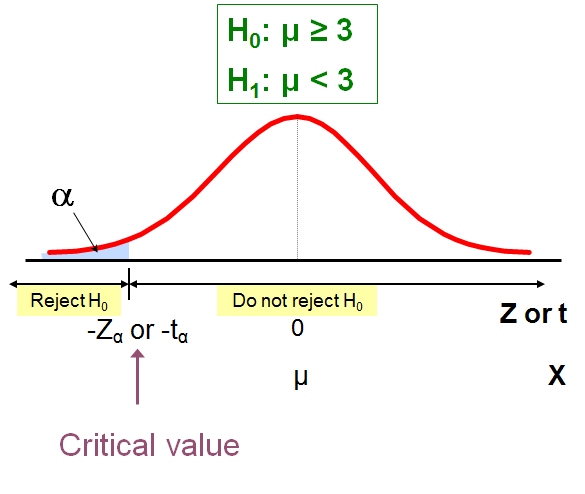 H₀: μ ≥ 3
H₁: μ < 3
α
Reject H₀
Do not reject H₀
-Zα or -tα
0
Z or t
μ
X
Critical value